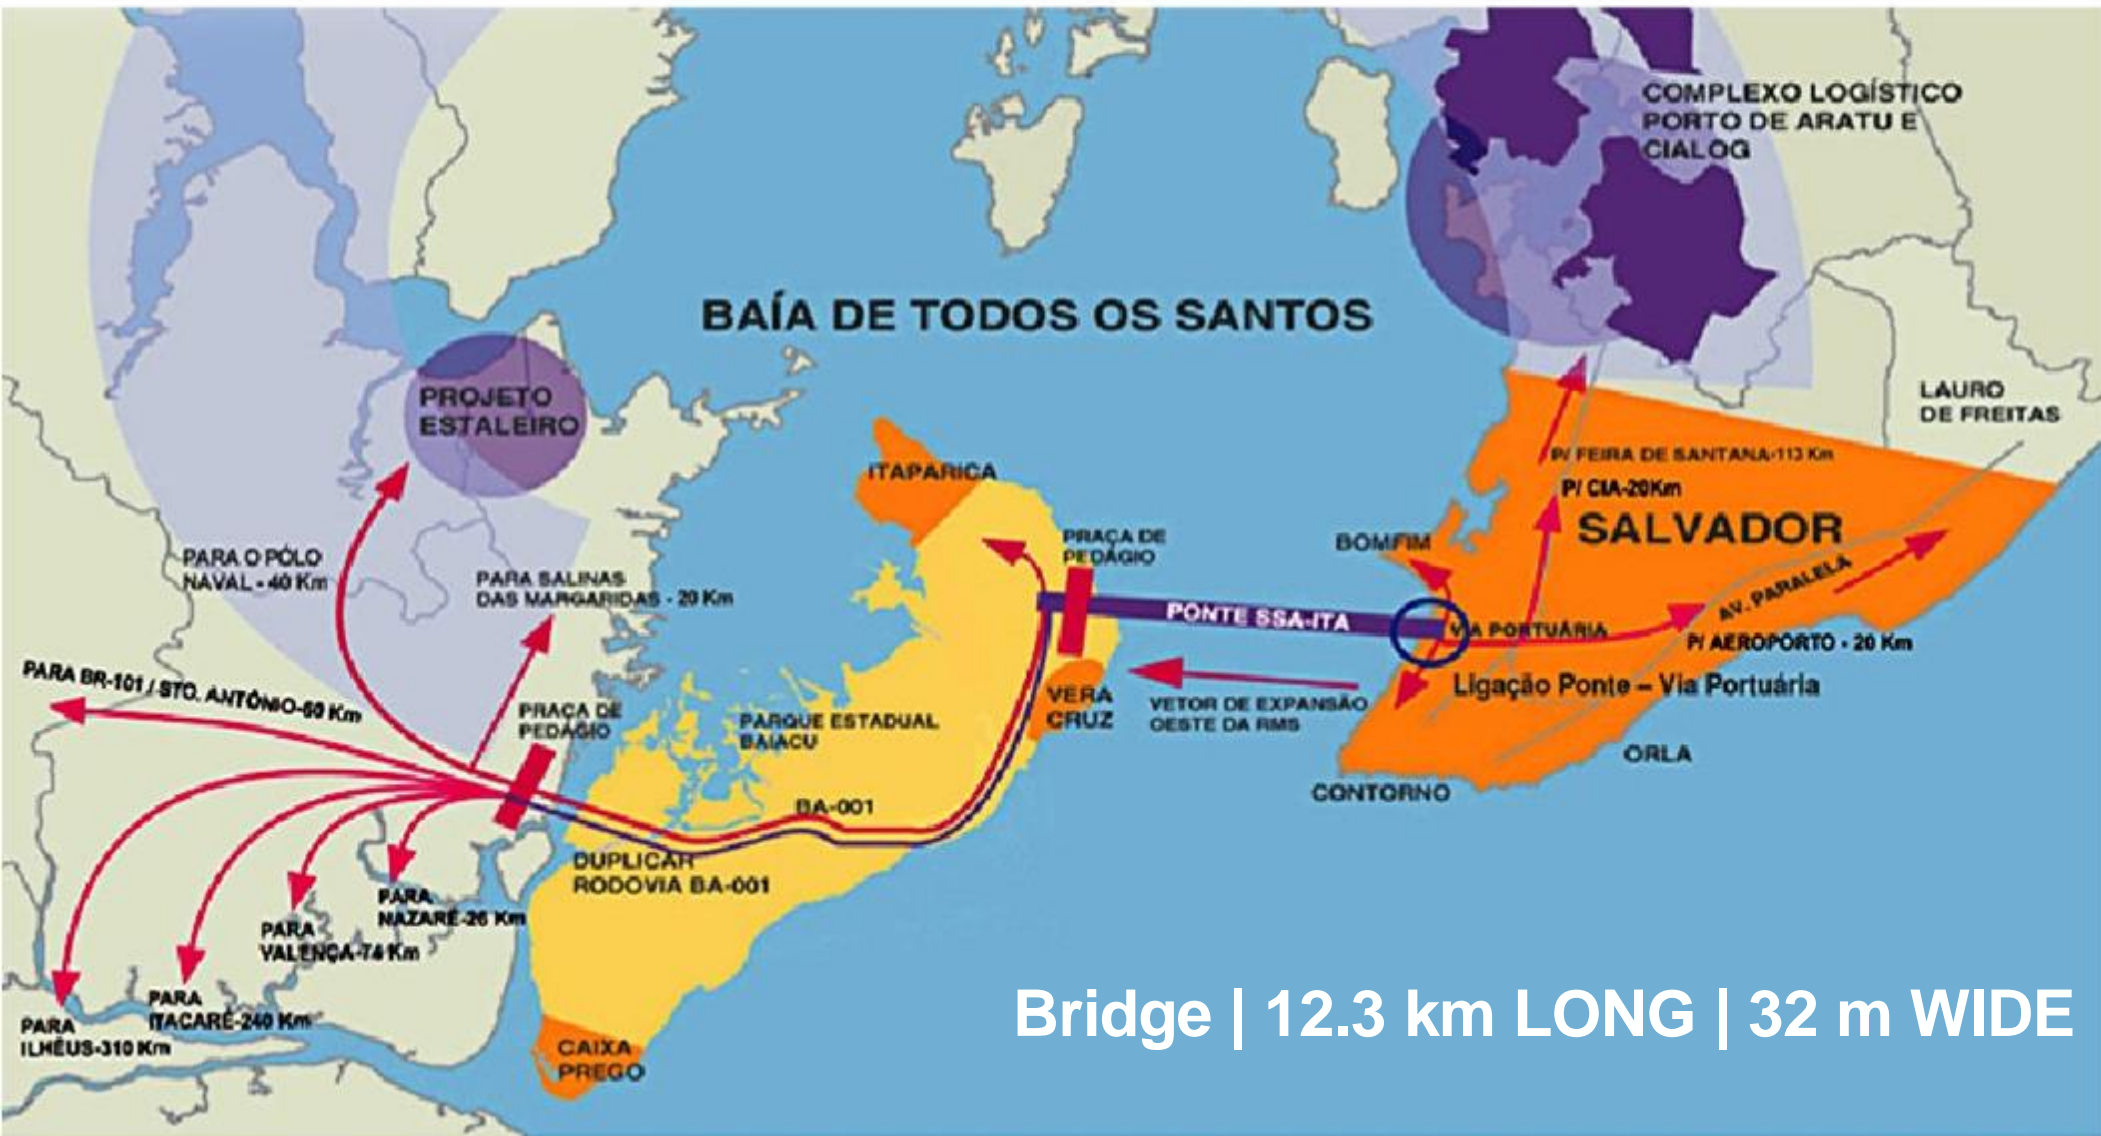 COMPLEXO LOGÍSTICO
PORTO DE ARATU E
CIALOG
BAÍA DE TODOS OS SANTOS
PROJETO
ESTALEIRO
LAURO
DE FREITAS
ITAPARICA
P/ FEIRA DE SANTANA-113 Km
P/ CIA-20Km
SALVADOR
BOMFIM
PRAÇA DE
PEDÁGIO
PARA O PÓLO
NAVAL - 40 Km
PARA SALINAS
DAS MARGARIDAS - 20 Km
AV. PARALELA
PONTE SSA-ITA
VIA PORTUÁRIA
P/ AEROPORTO - 20 Km
PARA BR-101 / STO. ANTÔNIO-60 Km
Ligação Ponte – Via Portuária
VERA
CRUZ
VETOR DE EXPANSÃO
OESTE DA RMS
PRAÇA DE
PEDÁGIO
PARQUE ESTADUAL
BAIACU
ORLA
CONTORNO
BA-001
DUPLICAR
RODOVIA BA-001
PARA
NAZARÉ-26 Km
PARA
VALENÇA-74 Km
PARA
ITACARÉ-240 Km
PARA
ILHÉUS-310 Km
CAIXA
PREGO
Bridge | 12.3 km LONG | 32 m WIDE